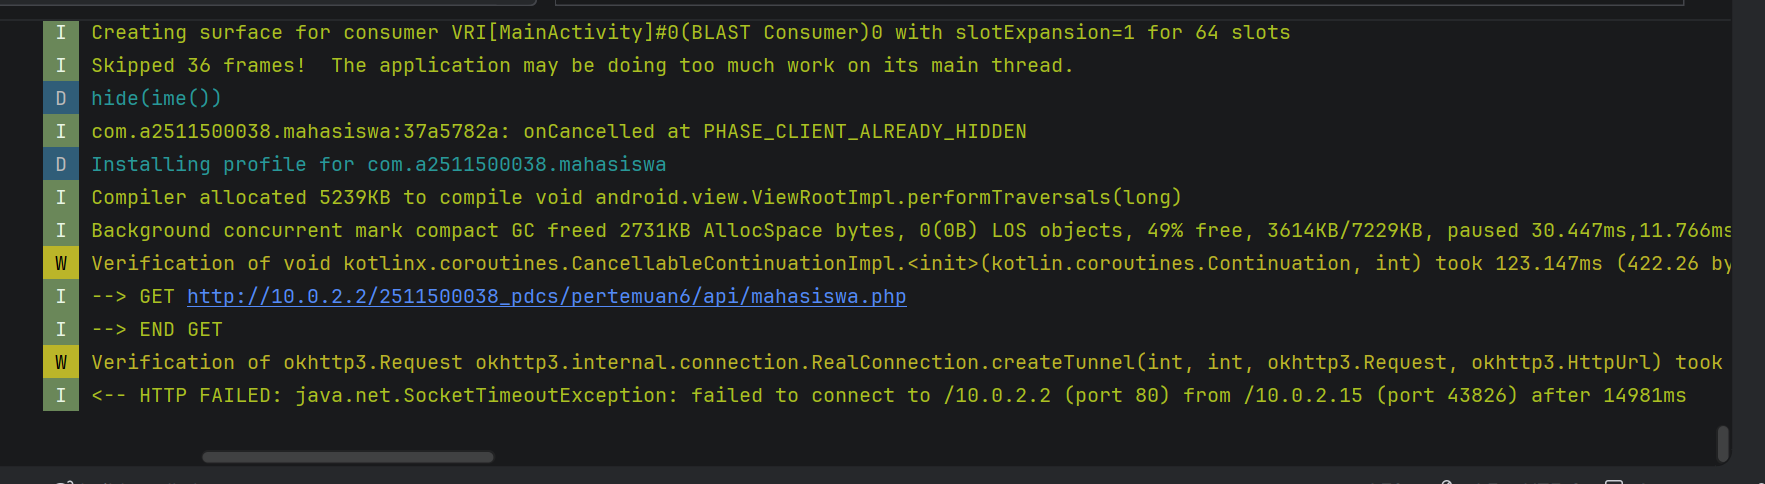 I Creating surface for consumer VRI[MainActivity]#0(BLAST Consumer)0 with slotExpansion=1 for 64 slots
I Skipped 36 frames!  The application may be doing too much work on its main thread.
D hide(ime())
I com.a2511500038.mahasiswa:37a5782a: onCancelled at PHASE_CLIENT_ALREADY_HIDDEN
D Installing profile for com.a2511500038.mahasiswa
I Compiler allocated 5239KB to compile void android.view.ViewRootImpl.performTraversals(long)
I Background concurrent mark compact GC freed 2731KB AllocSpace bytes, 0(0B) LOS objects, 49% free, 3614KB/7229KB, paused 30.447ms,11.766ms
W Verification of void kotlinx.coroutines.CancellableContinuationImpl.<init>(kotlin.coroutines.Continuation, int) took 123.147ms (422.26 by
I --> GET http://10.0.2.2/2511500038_pdcs/pertemuan6/api/mahasiswa.php
I --> END GET
W Verification of okhttp3.Request okhttp3.internal.connection.RealConnection.createTunnel(int, int, okhttp3.Request, okhttp3.HttpUrl) took
I <-- HTTP FAILED: java.net.SocketTimeoutException: failed to connect to /10.0.2.2 (port 80) from /10.0.2.15 (port 43826) after 14981ms